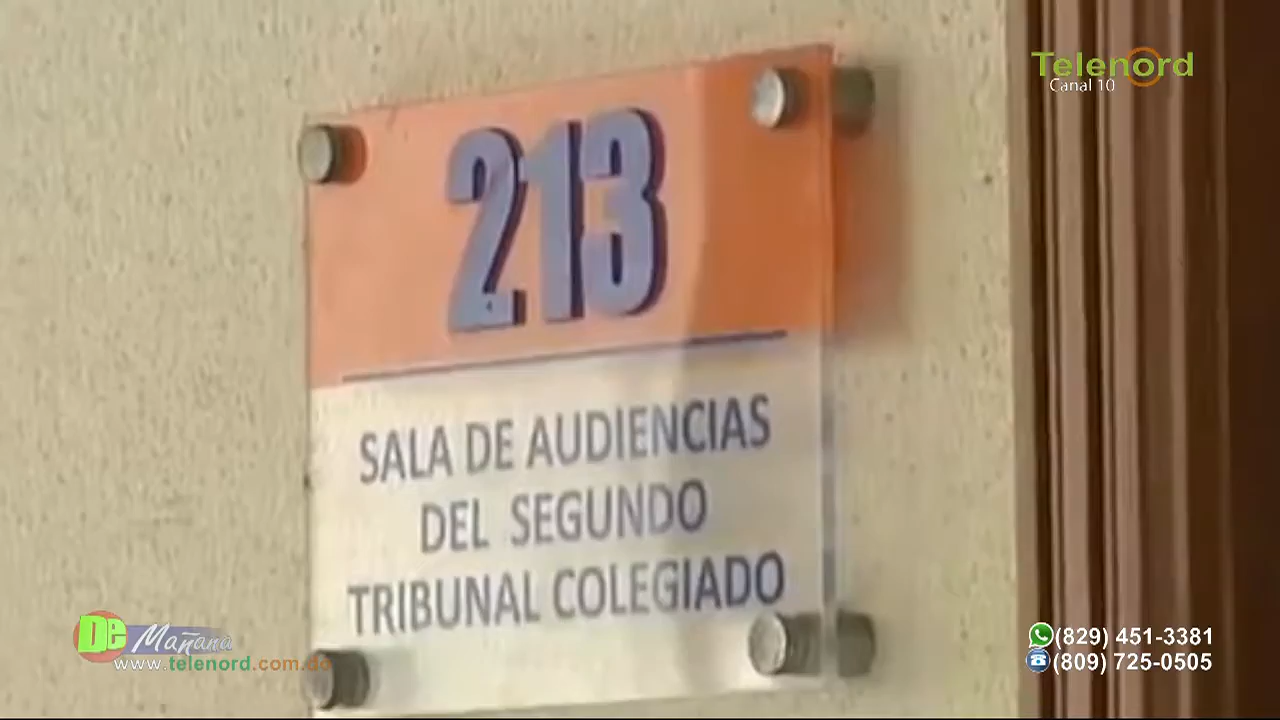 Telenord
Canal 10
213
SALA DE AUDIENCIAS
DEL SEGUNDO
TRIBUNAL COLEGIADO
De Mañana
www.telenord.com.do
(829) 451-3381
(809) 725-0505